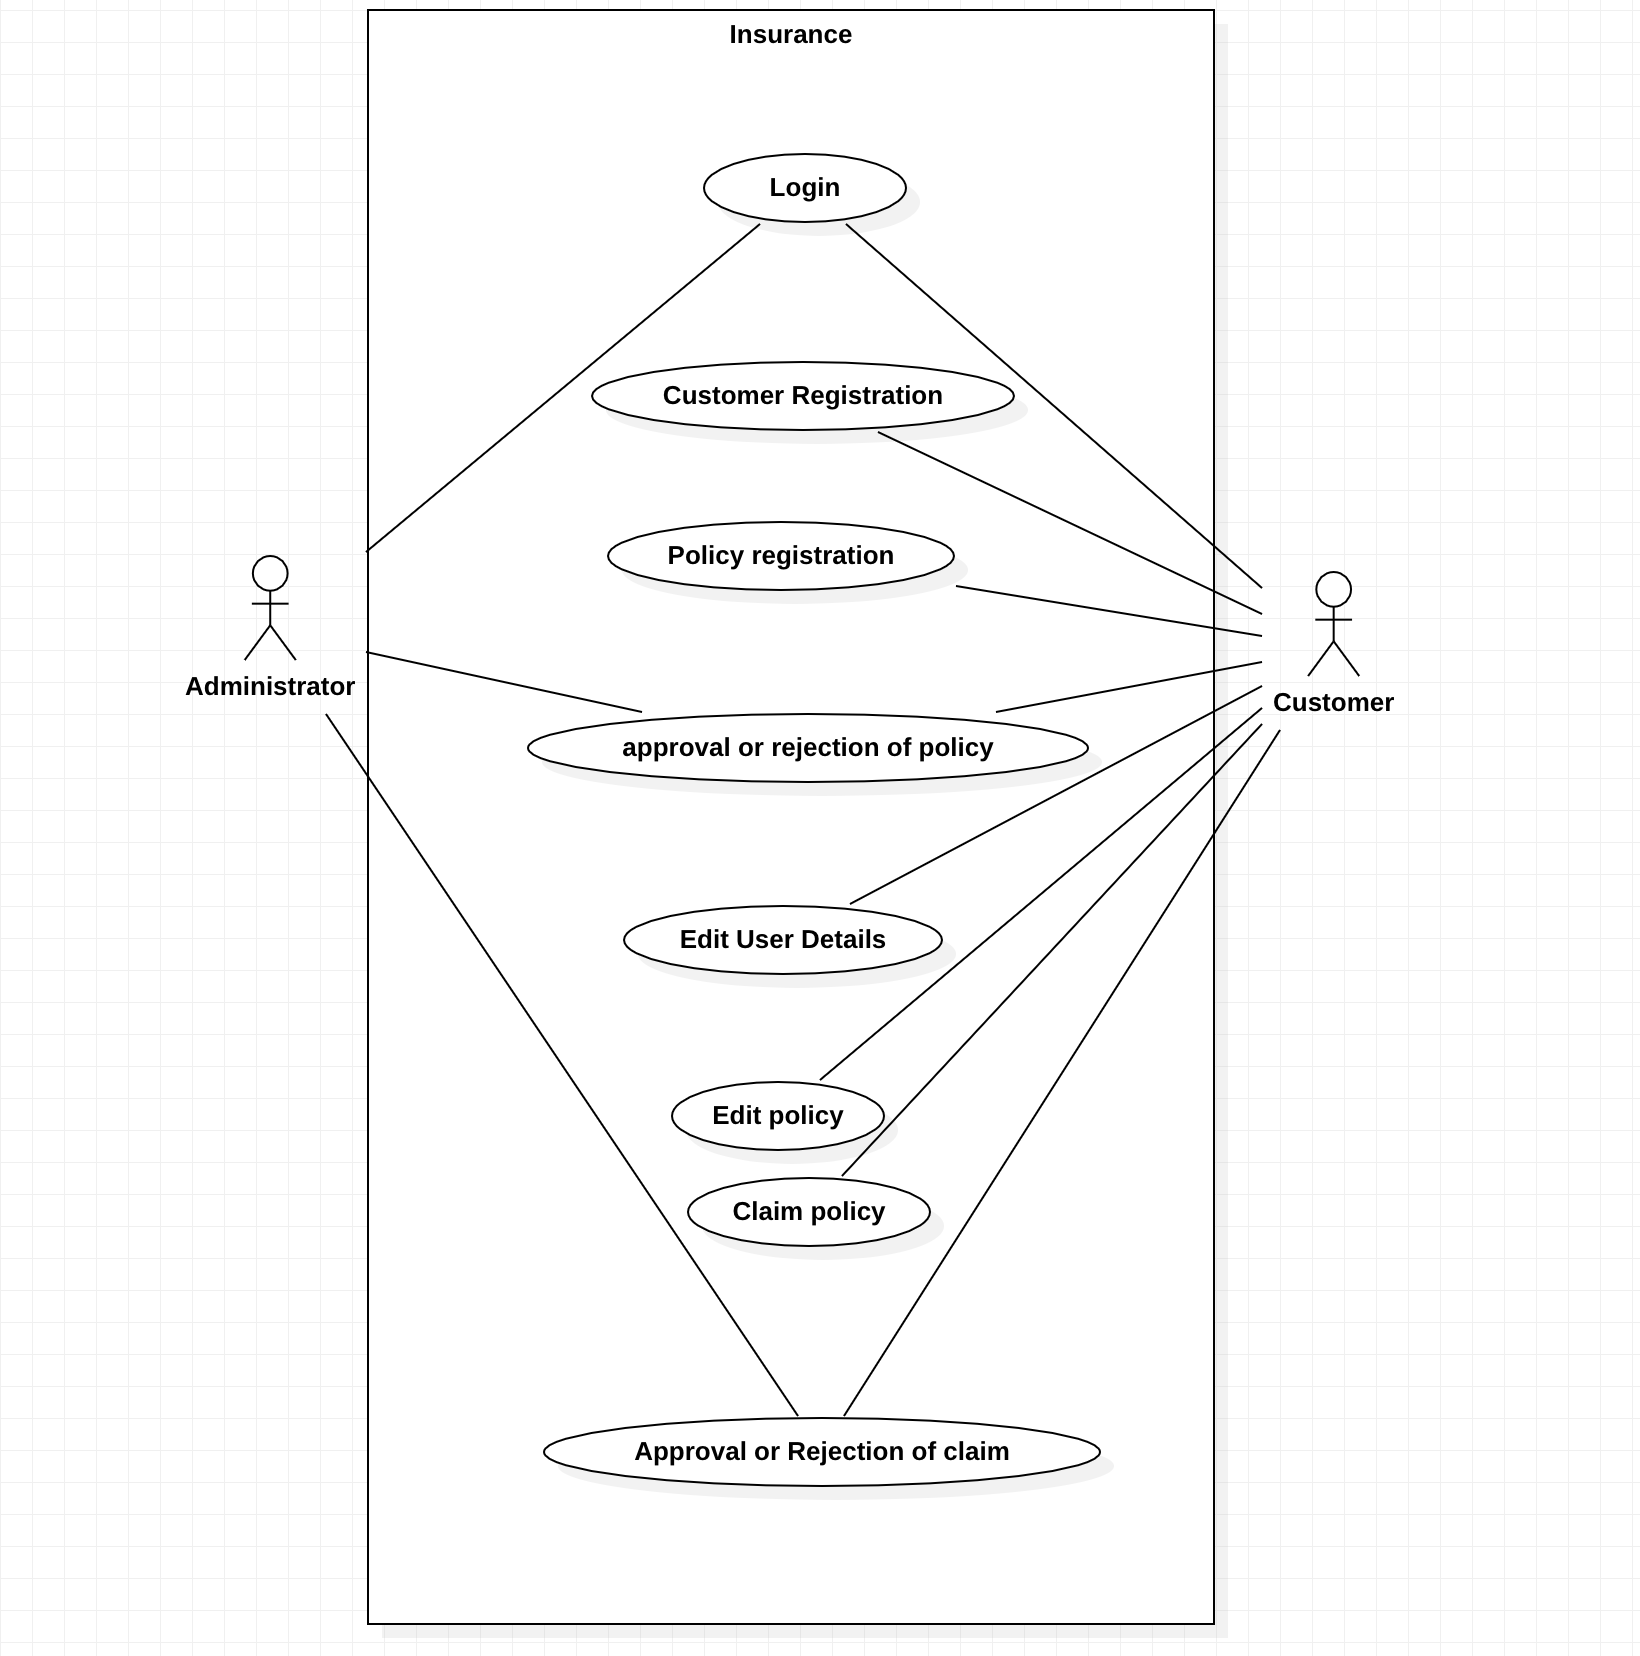 Insurance
Login
Customer Registration
Policy registration
Administrator
Customer
approval or rejection of policy
Edit User Details
Edit policy
Claim policy
Approval or Rejection of claim